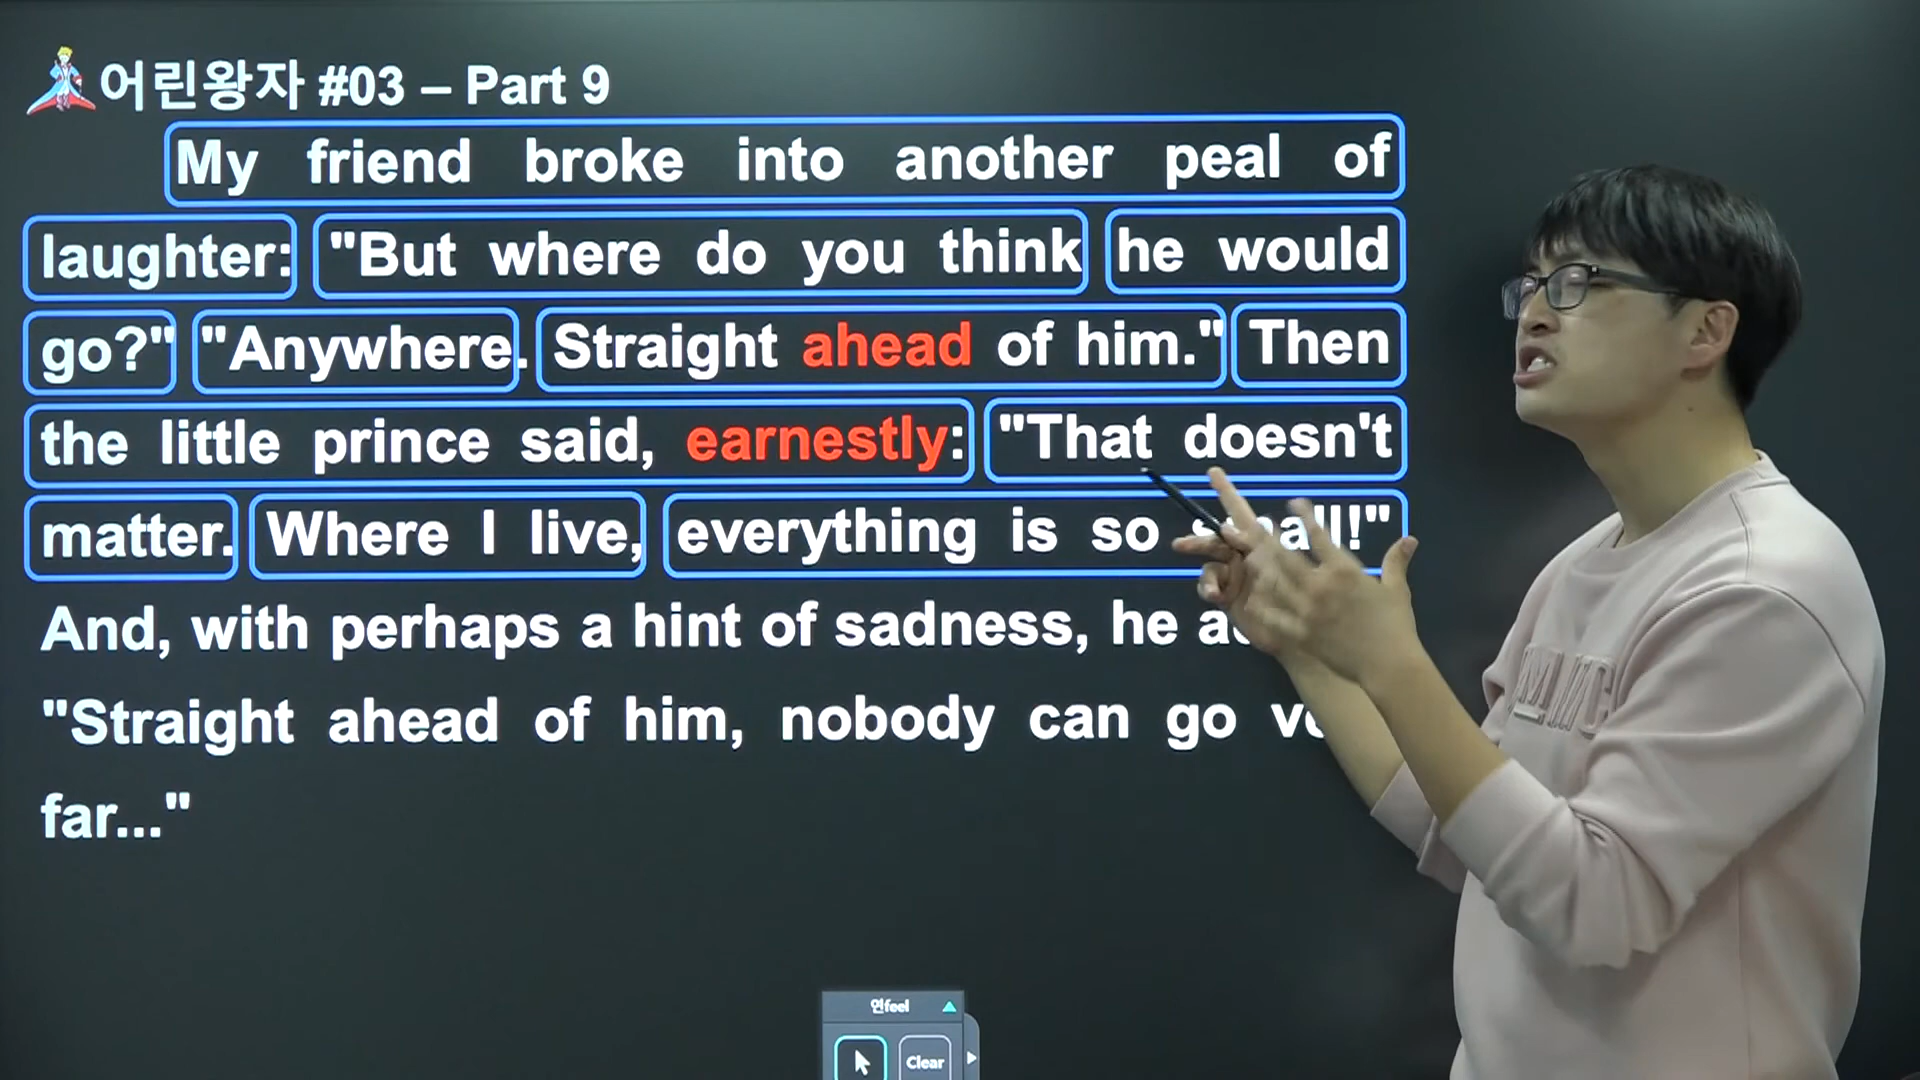 어린왕자 #03 – Part 9
My friend broke into another peal of
laughter: "But where do you think he would
go?" "Anywhere. Straight ahead of him." Then
the little prince said, earnestly: "That doesn't
matter. Where I live, everything is so small!"
And, with perhaps a hint of sadness, he
"Straight ahead of him, nobody can go
far..."
연feel
Clear